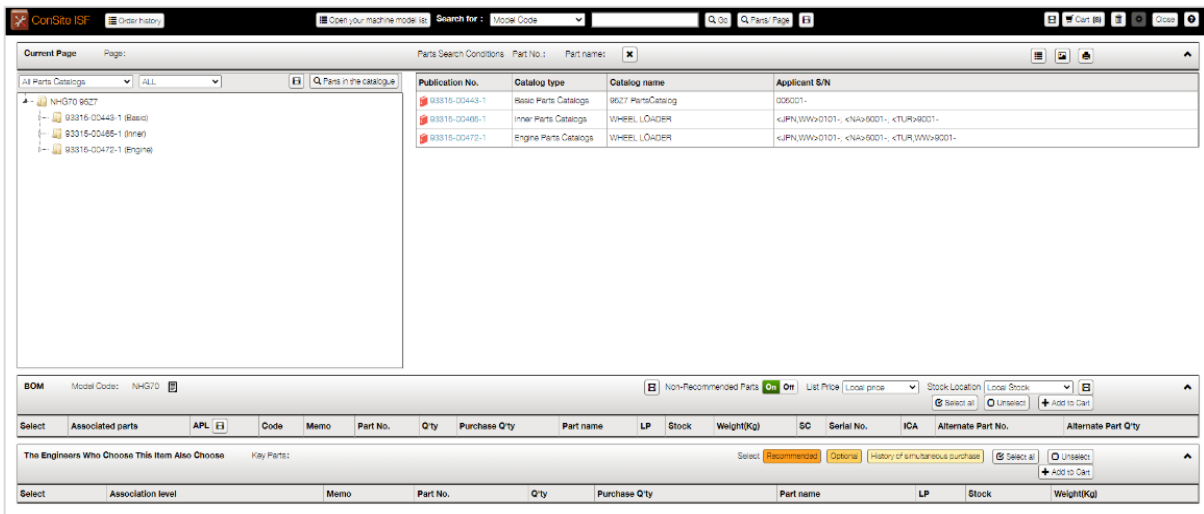 ConSite ISF Order history Open your machine model list Search for : Model Code Go Parts/ Page Cart (8) Close
Current Page Page: Parts Search Conditions Part No.: Part name:
All Parts Catalogs ALL Parts in the catalogue
NHG70 95Z7
93315-00443-1 (Basic)
93315-00465-1 (Inner)
93315-00472-1 (Engine)
Publication No. Catalog type Catalog name Applicant S/N
93315-00443-1 Basic Parts Catalogs 95Z7 PartsCatalog 005001-
93315-00465-1 Inner Parts Catalogs WHEEL LOADER <JPN,WW>0101-, <NA>5001-, <TUR>9001-
93315-00472-1 Engine Parts Catalogs WHEEL LOADER <JPN,WW>0101-, <NA>5001-, <TUR,WW>9001-
BOM Model Code: NHG70 Non-Recommended Parts On Off List Price Local price Stock Location Local Stock
Select all Unselect Add to Cart
Select Associated parts APL Code Memo Part No. Q'ty Purchase Q'ty Part name LP Stock Weight(Kg) SC Serial No. ICA Alternate Part No. Alternate Part Q'ty
The Engineers Who Choose This Item Also Choose Key Parts: Select Recommended Optional History of simultaneous purchase Select all Unselect
Add to Cart
Select Association level Memo Part No. Q'ty Purchase Q'ty Part name LP Stock Weight(Kg)